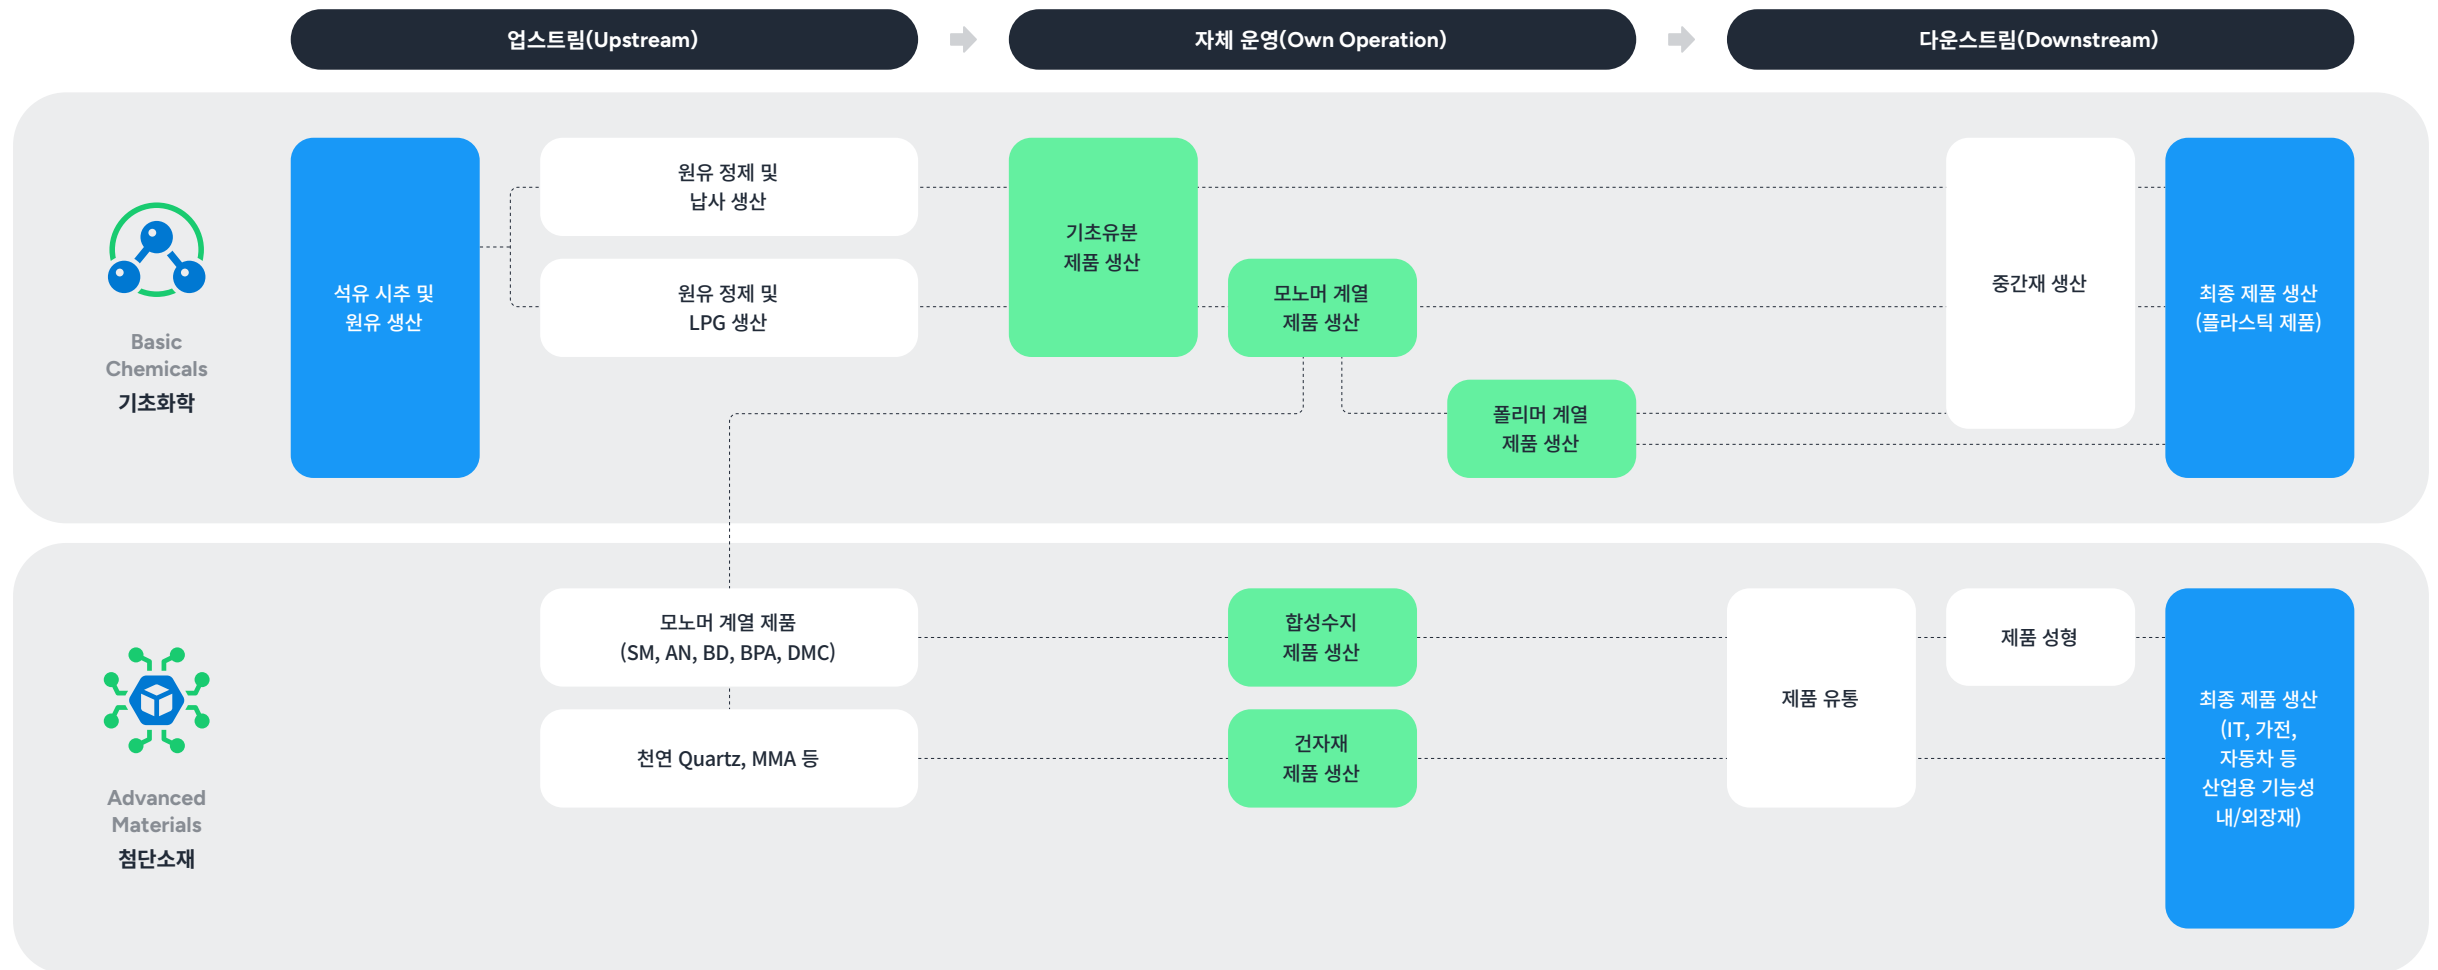 업스트림(Upstream)
자체 운영(Own Operation)
다운스트림(Downstream)
Basic
Chemicals
기초화학
석유 시추 및
원유 생산
원유 정제 및
납사 생산
원유 정제 및
LPG 생산
기초유분
제품 생산
모노머 계열
제품 생산
폴리머 계열
제품 생산
중간재 생산
최종 제품 생산
(플라스틱 제품)
Advanced
Materials
첨단소재
모노머 계열 제품
(SM, AN, BD, BPA, DMC)
천연 Quartz, MMA 등
합성수지
제품 생산
건자재
제품 생산
제품 유통
제품 성형
최종 제품 생산
(IT, 가전,
자동차 등
산업용 기능성
내/외장재)